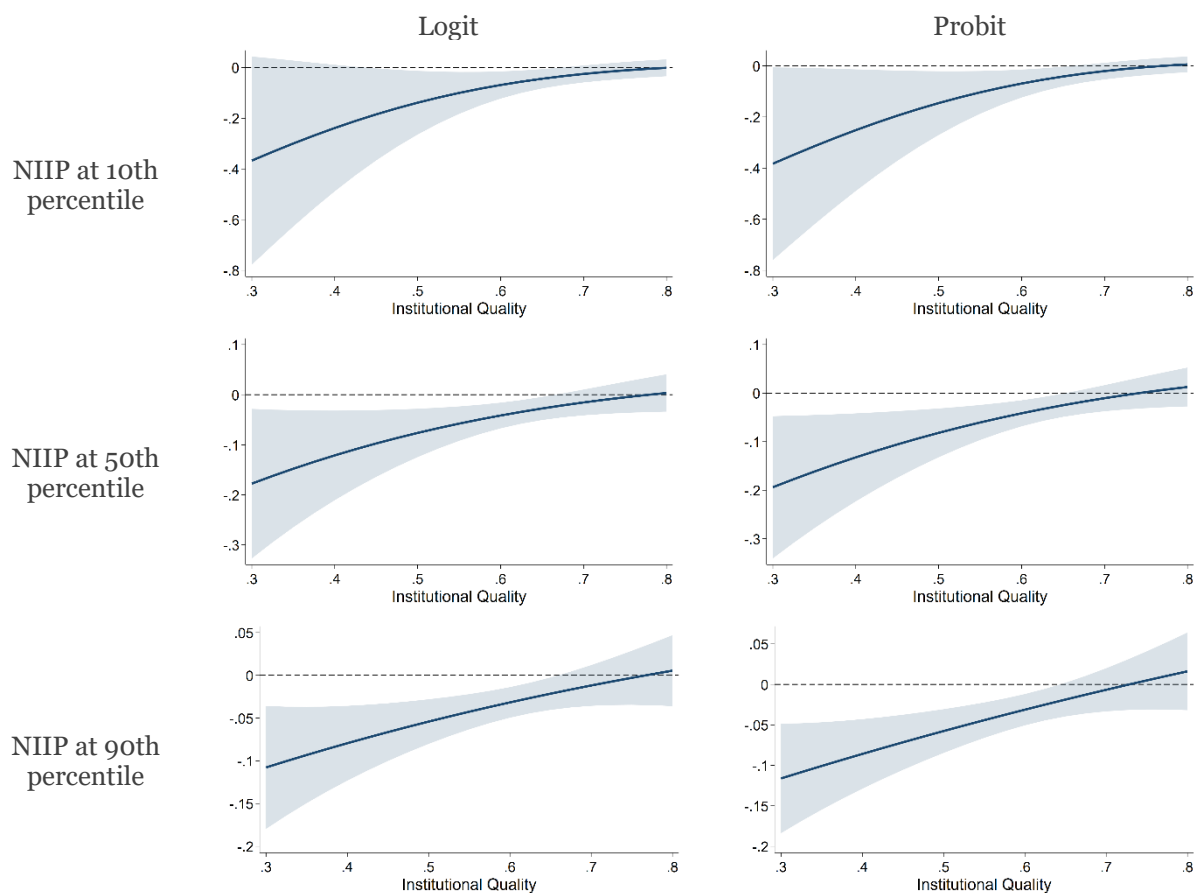 Logit
Probit
NIIP at 10th
percentile
0
-.2
-.4
-.6
-.8
.3 .4 .5 .6 .7 .8
Institutional Quality
0
-.2
-.4
-.6
-.8
.3 .4 .5 .6 .7 .8
Institutional Quality
NIIP at 50th
percentile
.1
0
-.1
-.2
-.3
.3 .4 .5 .6 .7 .8
Institutional Quality
.1
0
-.1
-.2
-.3
.3 .4 .5 .6 .7 .8
Institutional Quality
NIIP at 90th
percentile
.05
0
-.05
-.1
-.15
-.2
.3 .4 .5 .6 .7 .8
Institutional Quality
.05
0
-.05
-.1
-.15
-.2
.3 .4 .5 .6 .7 .8
Institutional Quality